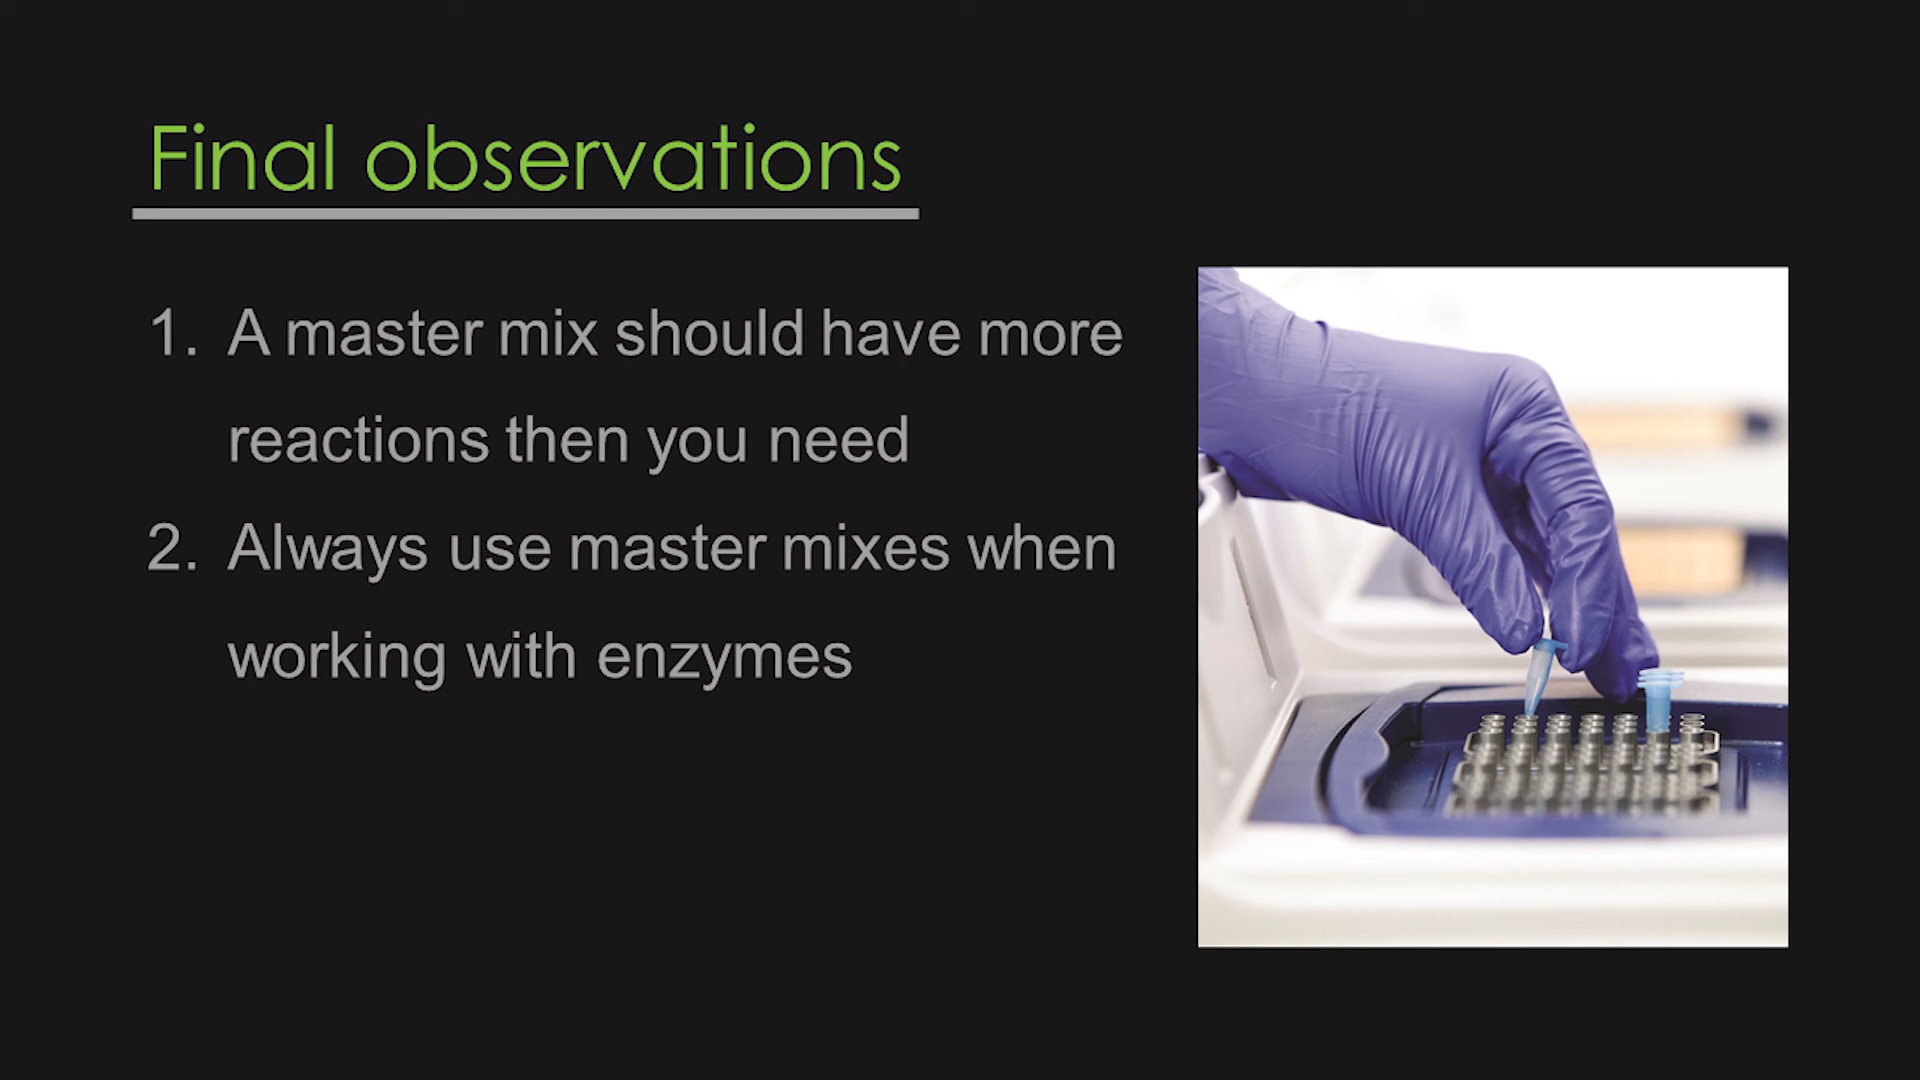 Final observations
1. A master mix should have more
reactions then you need
2. Always use master mixes when
working with enzymes